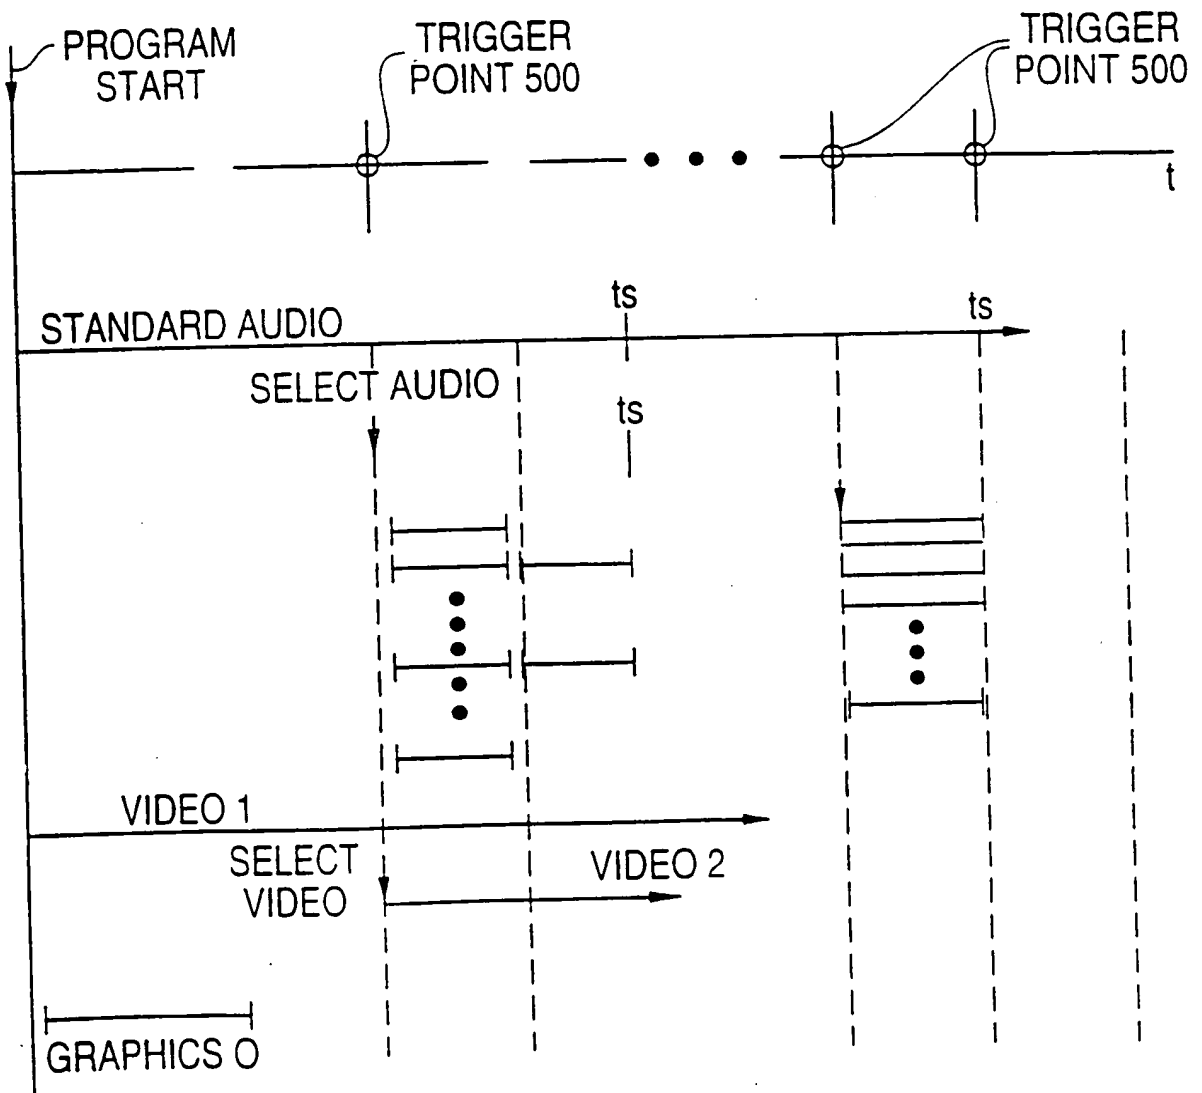 PROGRAM
START
TRIGGER
POINT 500
TRIGGER
POINT 500
t
STANDARD AUDIO
ts
ts
SELECT AUDIO
ts
VIDEO 1
SELECT
VIDEO
VIDEO 2
GRAPHICS O